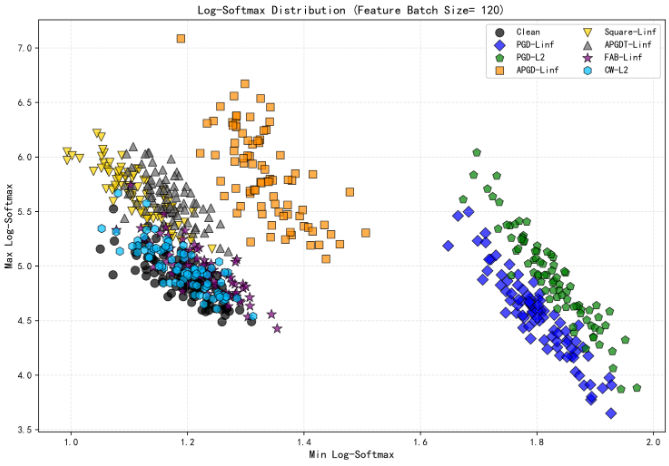 Log-Softmax Distribution (Feature Batch Size= 120)
Clean
PGD-Linf
PGD-L2
APGD-Linf
Square-Linf
APGDT-Linf
FAB-Linf
CW-L2
Max Log-Softmax
7.0
6.5
6.0
5.5
5.0
4.5
4.0
3.5
1.0
1.2
1.4
1.6
1.8
2.0
Min Log-Softmax